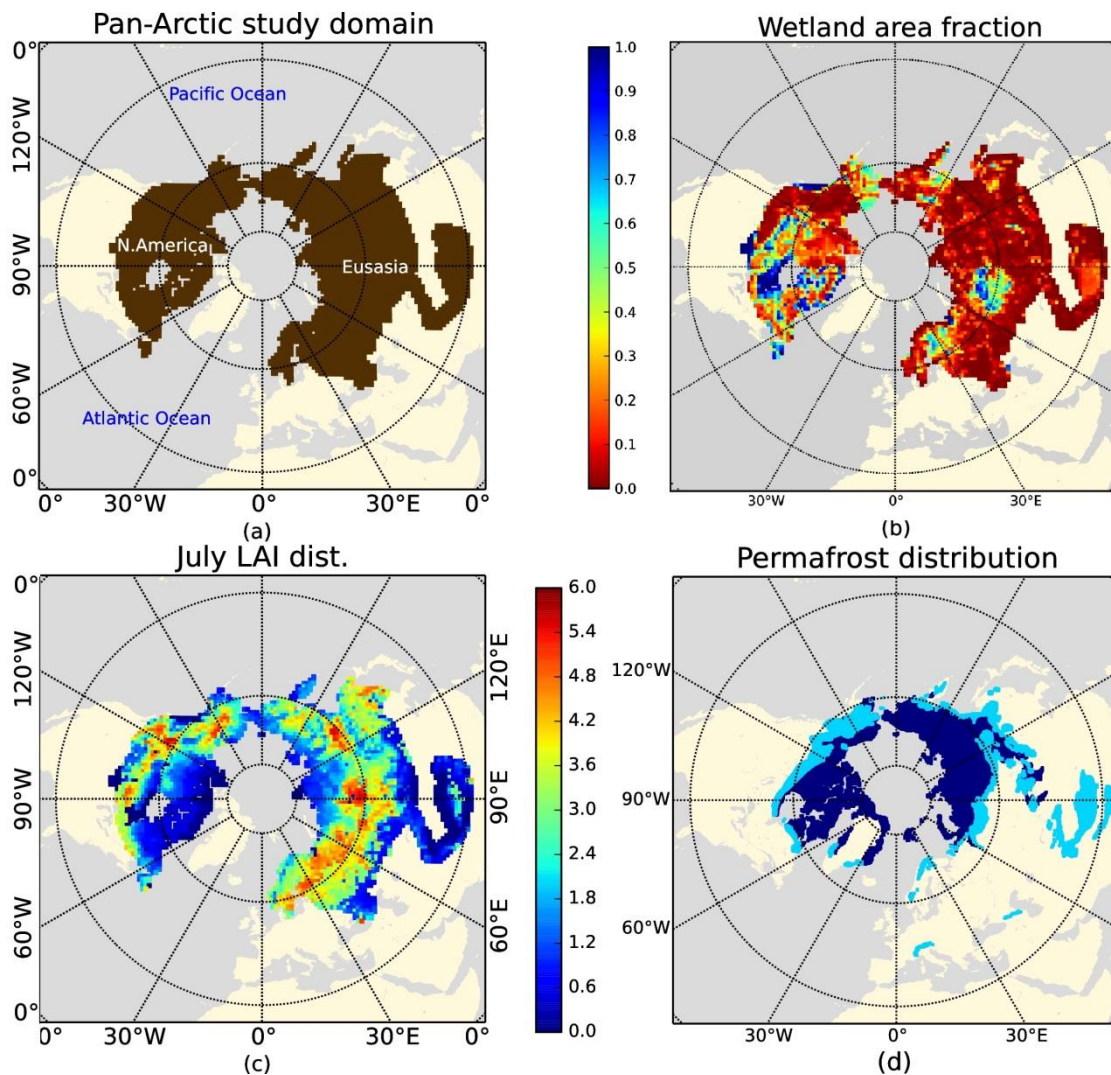 Pan-Arctic study domain
0°
120°W
90°W
60°W
0°
Pacific Ocean
N.America
Eusasia
Atlantic Ocean
0°
30°W
0°
30°E
0°
(a)
Wetland area fraction
1.0
0.9
0.8
0.7
0.6
0.5
0.4
0.3
0.2
0.1
0.0
30°W
0°
30°E
(b)
July LAI dist.
0°
120°W
90°W
60°W
0°
120°E
90°E
60°E
0°
30°W
0°
30°E
0°
(c)
6.0
5.4
4.8
4.2
3.6
3.0
2.4
1.8
1.2
0.6
0.0
Permafrost distribution
120°W
90°W
60°W
30°W
0°
30°E
(d)